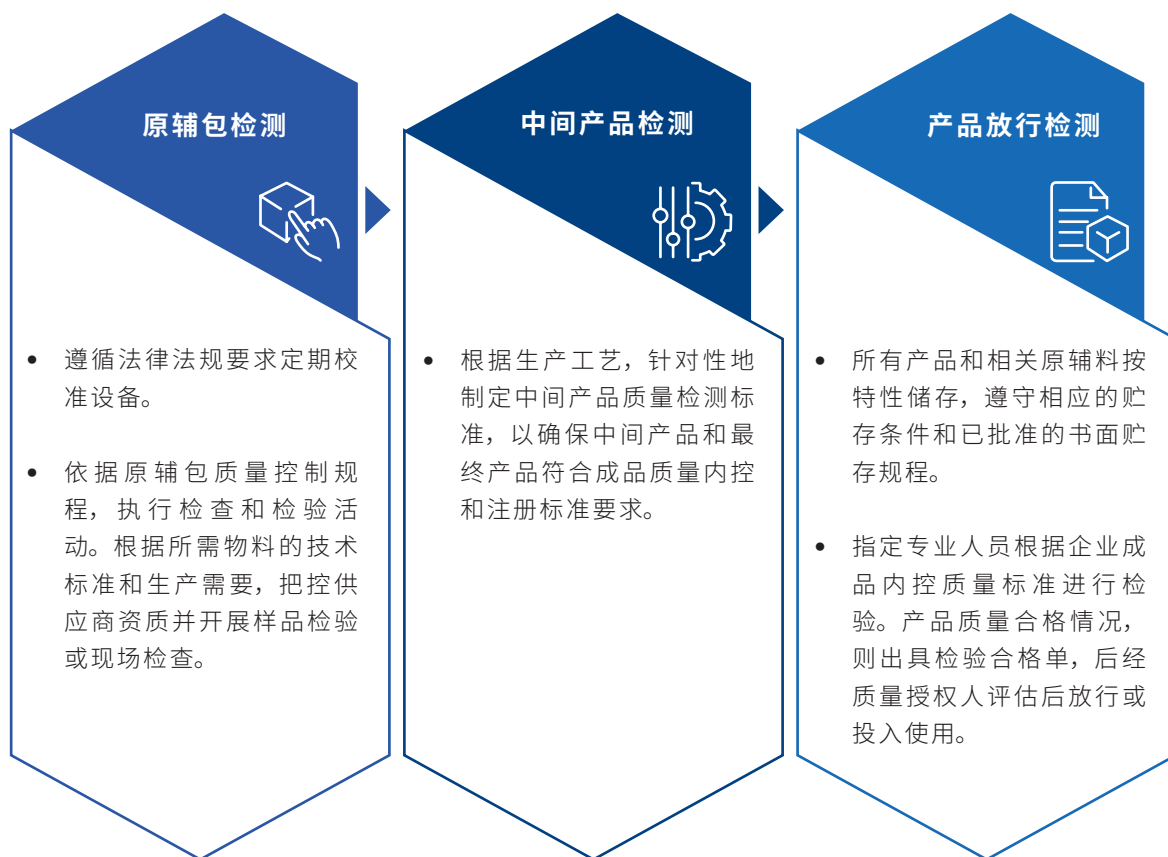 原辅包检测
• 遵循法律法规要求定期校
准设备。
• 依据原辅包质量控制规
程，执行检查和检验活
动。根据所需物料的技术
标准和生产需要，把控供
应商资质并开展样品检验
或现场检查。
中间产品检测
• 根据生产工艺，针对性地
制定中间产品质量检测标
准，以确保中间产品和最
终产品符合成品质量内控
和注册标准要求。
产品放行检测
• 所有产品和相关原辅料按
特性储存，遵守相应的贮
存条件和已批准的书面贮
存规程。
• 指定专业人员根据企业成
品内控质量标准进行检
验。产品质量合格情况，
则出具检验合格单，后经
质量授权人评估后放行或
投入使用。